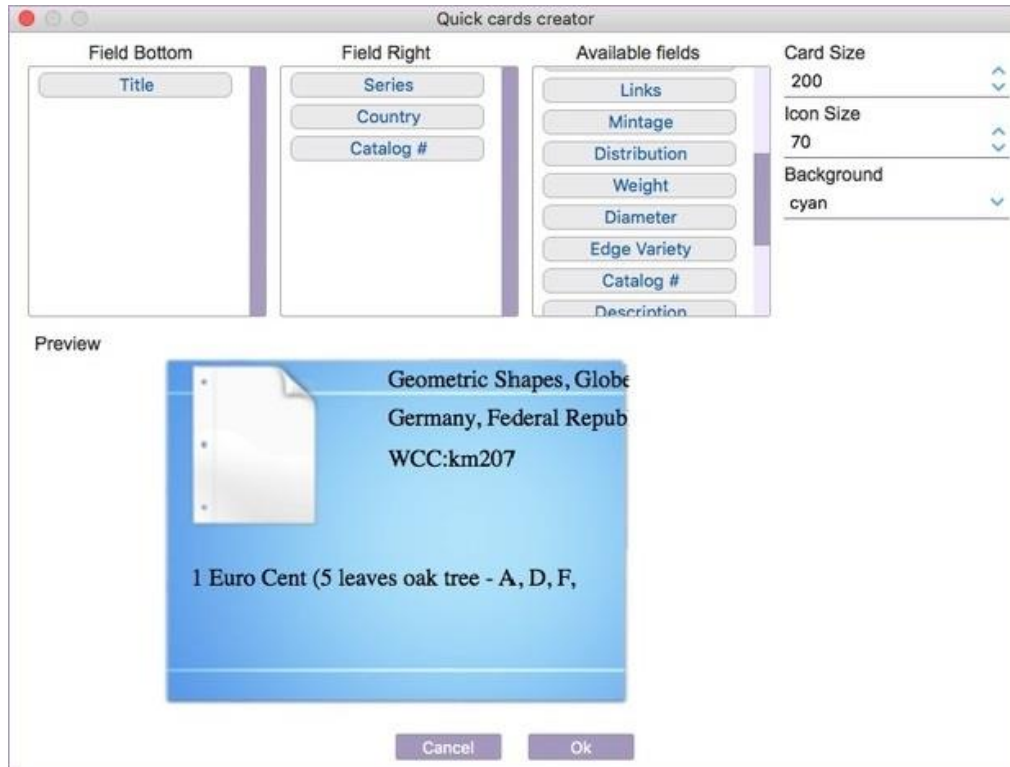 Quick cards creator
Field Bottom
Title
Field Right
Series
Country
Catalog #
Available fields
Links
Mintage
Distribution
Weight
Diameter
Edge Variety
Catalog #
Description
Card Size
200
Icon Size
70
Background
cyan
Preview
Geometric Shapes, Globe
Germany, Federal Repub
WCC:km207
1 Euro Cent (5 leaves oak tree - A, D, F,
Cancel
Ok